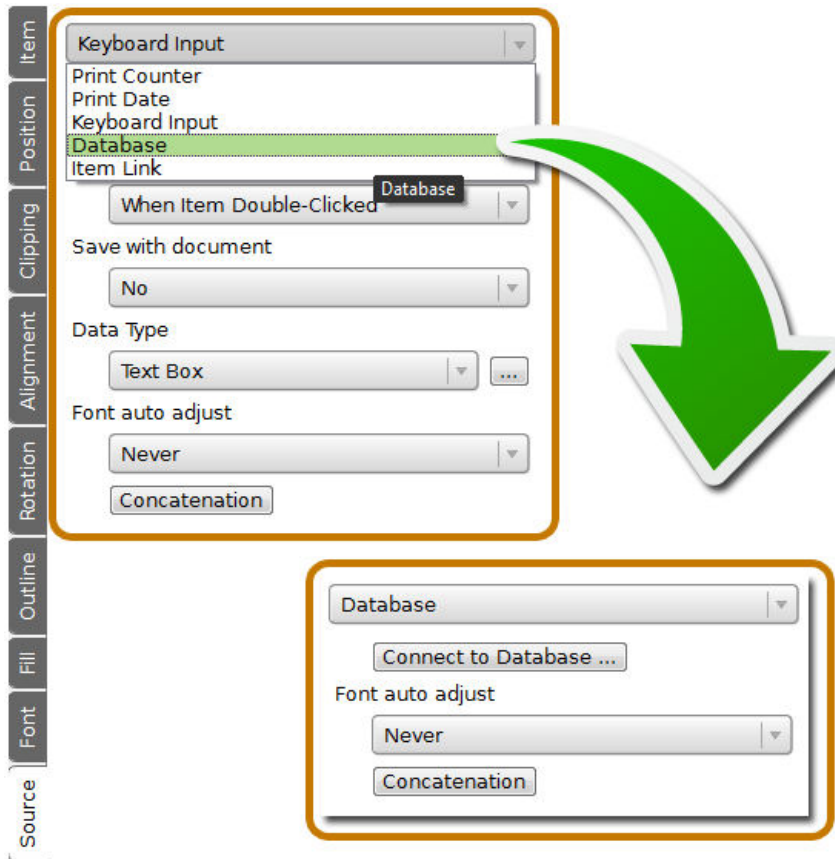 Item
Position
Clipping
Alignment
Rotation
Outline
Fill
Font
Source
Keyboard Input
Print Counter
Print Date
Keyboard Input
Database
Item Link
Database
When Item Double-Clicked
Save with document
No
Data Type
Text Box
...
Font auto adjust
Never
Concatenation
Database
Connect to Database ...
Font auto adjust
Never
Concatenation